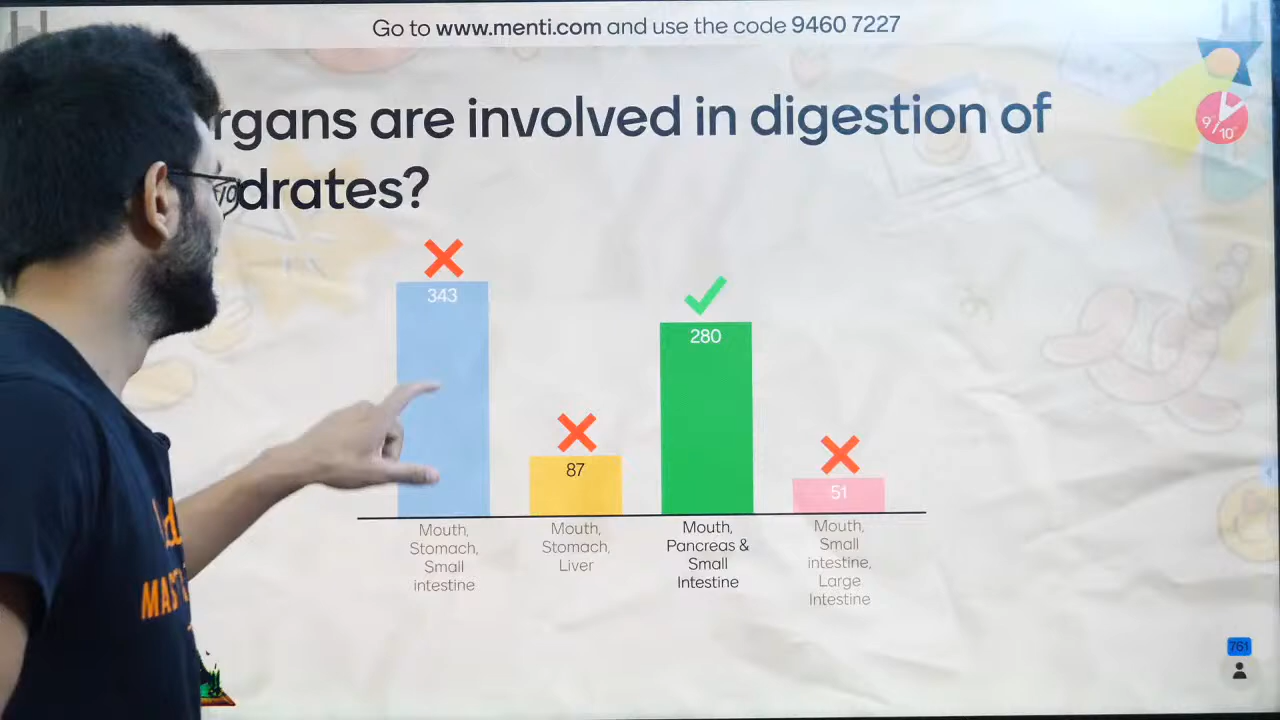 Go to www.menti.com and use the code 9460 7227
rgans are involved in digestion of
drates?
343
87
280
51
Mouth,
Stomach,
Small
intestine
Mouth,
Stomach,
Liver
Mouth,
Pancreas &
Small
Intestine
Mouth,
Small
intestine,
Large
Intestine
9/10
761